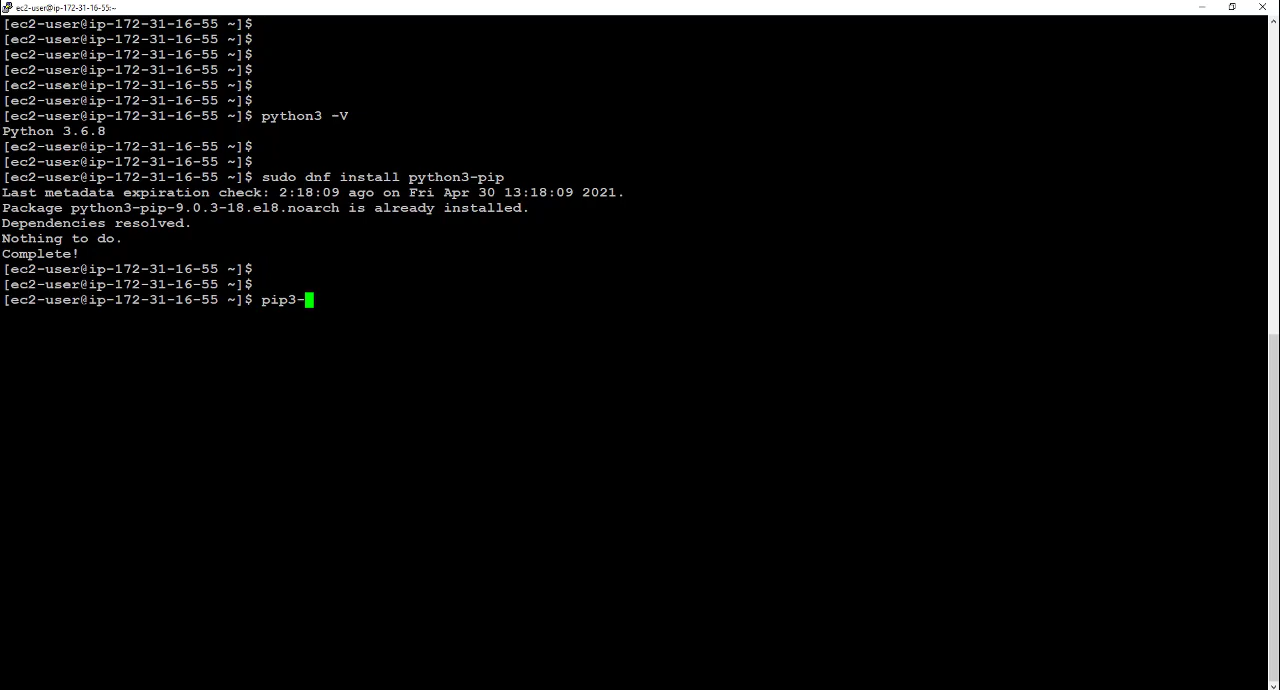 ec2-user@ip-172-31-16-55:~
[ec2-user@ip-172-31-16-55 ~]$
[ec2-user@ip-172-31-16-55 ~]$
[ec2-user@ip-172-31-16-55 ~]$
[ec2-user@ip-172-31-16-55 ~]$
[ec2-user@ip-172-31-16-55 ~]$
[ec2-user@ip-172-31-16-55 ~]$
[ec2-user@ip-172-31-16-55 ~]$ python3 -V
Python 3.6.8
[ec2-user@ip-172-31-16-55 ~]$
[ec2-user@ip-172-31-16-55 ~]$
[ec2-user@ip-172-31-16-55 ~]$ sudo dnf install python3-pip
Last metadata expiration check: 2:18:09 ago on Fri Apr 30 13:18:09 2021.
Package python3-pip-9.0.3-18.el8.noarch is already installed.
Dependencies resolved.
Nothing to do.
Complete!
[ec2-user@ip-172-31-16-55 ~]$
[ec2-user@ip-172-31-16-55 ~]$
[ec2-user@ip-172-31-16-55 ~]$ pip3-